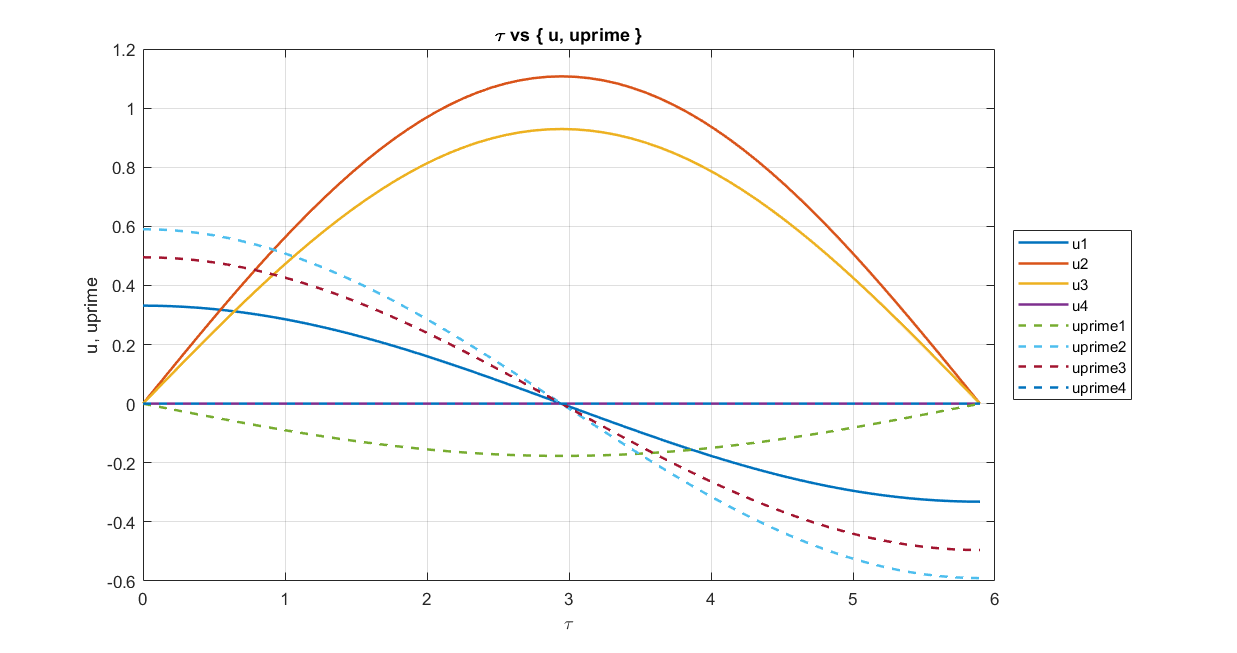 τ vs { u, uprime }
1.2
1
0.8
0.6
0.4
0.2
0
-0.2
-0.4
-0.6
u, uprime
0 1 2 3 4 5 6
τ
u1
u2
u3
u4
uprime1
uprime2
uprime3
uprime4